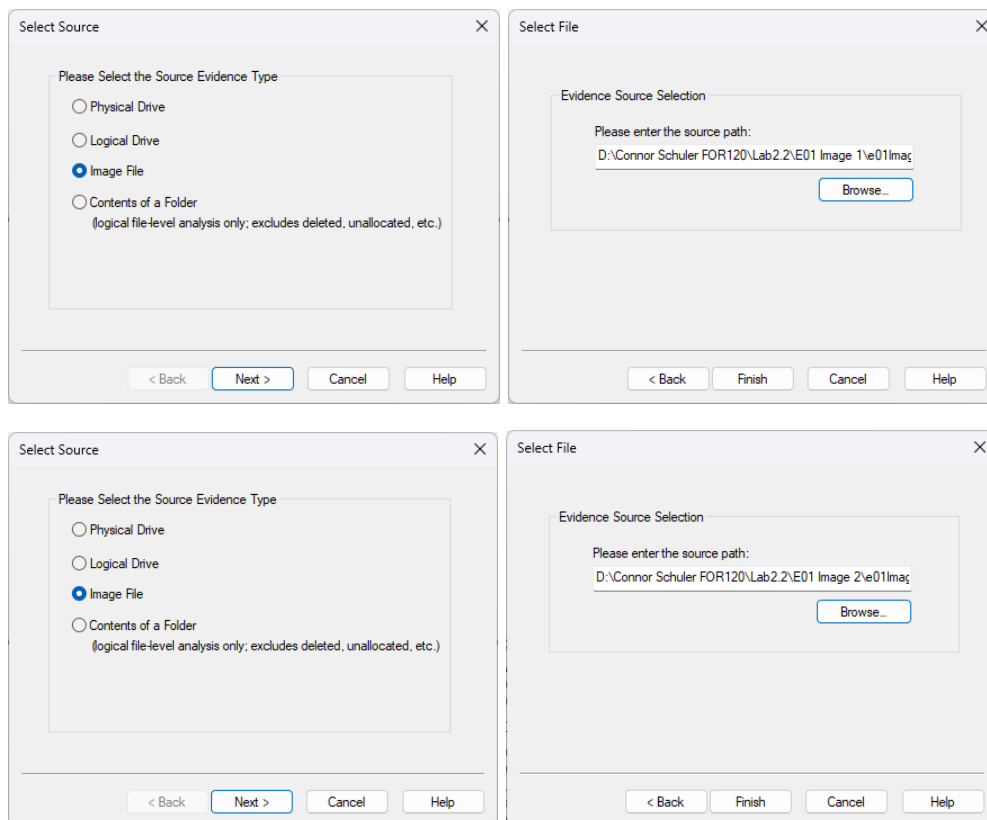 Select Source
Please Select the Source Evidence Type
Physical Drive
Logical Drive
Image File
Contents of a Folder
(logical file-level analysis only; excludes deleted, unallocated, etc.)
< Back Next > Cancel Help
Select File
Evidence Source Selection
Please enter the source path:
D:\Connor Schuler FOR120\Lab2.2\E01 Image 1\e01Imag
Browse...
< Back Finish Cancel Help
Select Source
Please Select the Source Evidence Type
Physical Drive
Logical Drive
Image File
Contents of a Folder
(logical file-level analysis only; excludes deleted, unallocated, etc.)
< Back Next > Cancel Help
Select File
Evidence Source Selection
Please enter the source path:
D:\Connor Schuler FOR120\Lab2.2\E01 Image 2\e01Imag
Browse...
< Back Finish Cancel Help